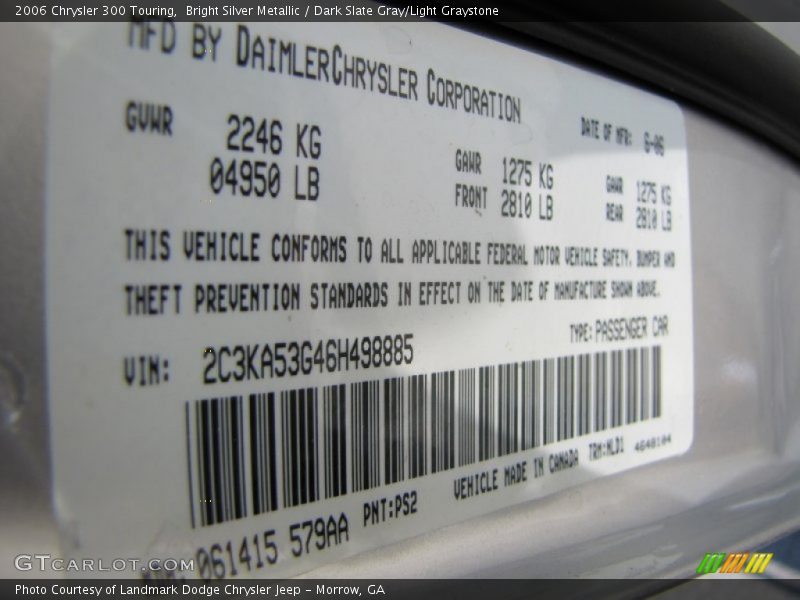 2006 Chrysler 300 Touring,  Bright Silver Metallic / Dark Slate Gray/Light Graystone
MFD BY DAIMLERCHRYSLER CORPORATION
DATE OF MFR: 6-06
GVWR 2246 KG
04950 LB
GAWR FRONT 1275 KG 2810 LB
GAWR REAR 1275 KG 2810 LB
THIS VEHICLE CONFORMS TO ALL APPLICABLE FEDERAL MOTOR VEHICLE SAFETY, BUMPER AND
THEFT PREVENTION STANDARDS IN EFFECT ON THE DATE OF MANUFACTURE SHOWN ABOVE.
VIN: 2C3KA53G46H498885
TYPE: PASSENGER CAR
VEHICLE MADE IN CANADA TRM:MLD1
061415 579AA PNT:PS2
GTCARLOT.COM
Photo Courtesy of Landmark Dodge Chrysler Jeep – Morrow, GA